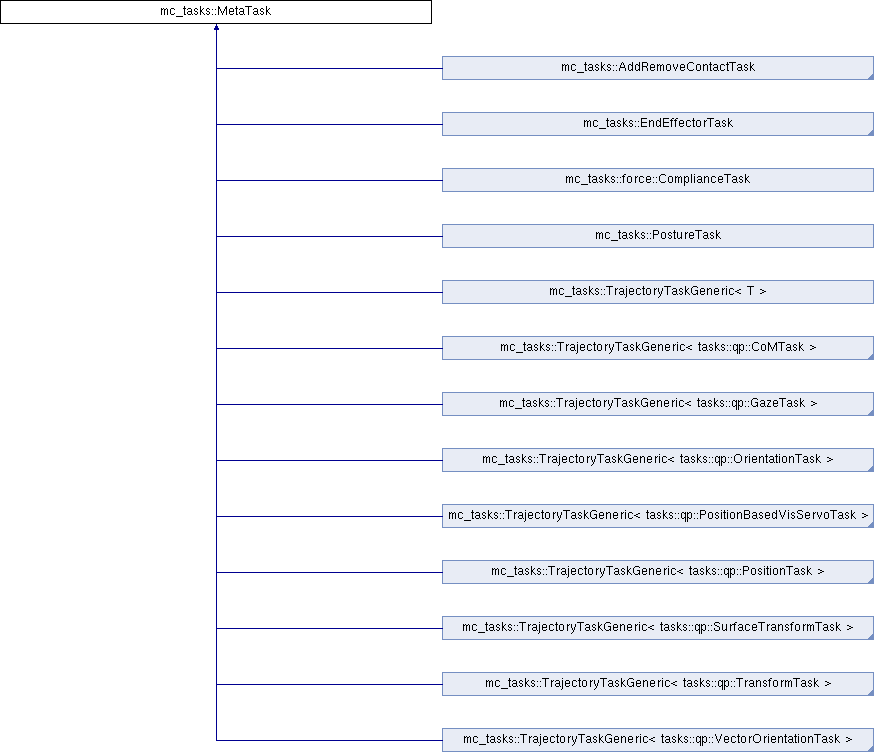 mc_tasks::MetaTask
mc_tasks::AddRemoveContactTask
mc_tasks::EndEffectorTask
mc_tasks::force::ComplianceTask
mc_tasks::PostureTask
mc_tasks::TrajectoryTaskGeneric< T >
mc_tasks::TrajectoryTaskGeneric< tasks::qp::CoMTask >
mc_tasks::TrajectoryTaskGeneric< tasks::qp::GazeTask >
mc_tasks::TrajectoryTaskGeneric< tasks::qp::OrientationTask >
mc_tasks::TrajectoryTaskGeneric< tasks::qp::PositionBasedVisServoTask >
mc_tasks::TrajectoryTaskGeneric< tasks::qp::PositionTask >
mc_tasks::TrajectoryTaskGeneric< tasks::qp::SurfaceTransformTask >
mc_tasks::TrajectoryTaskGeneric< tasks::qp::TransformTask >
mc_tasks::TrajectoryTaskGeneric< tasks::qp::VectorOrientationTask >